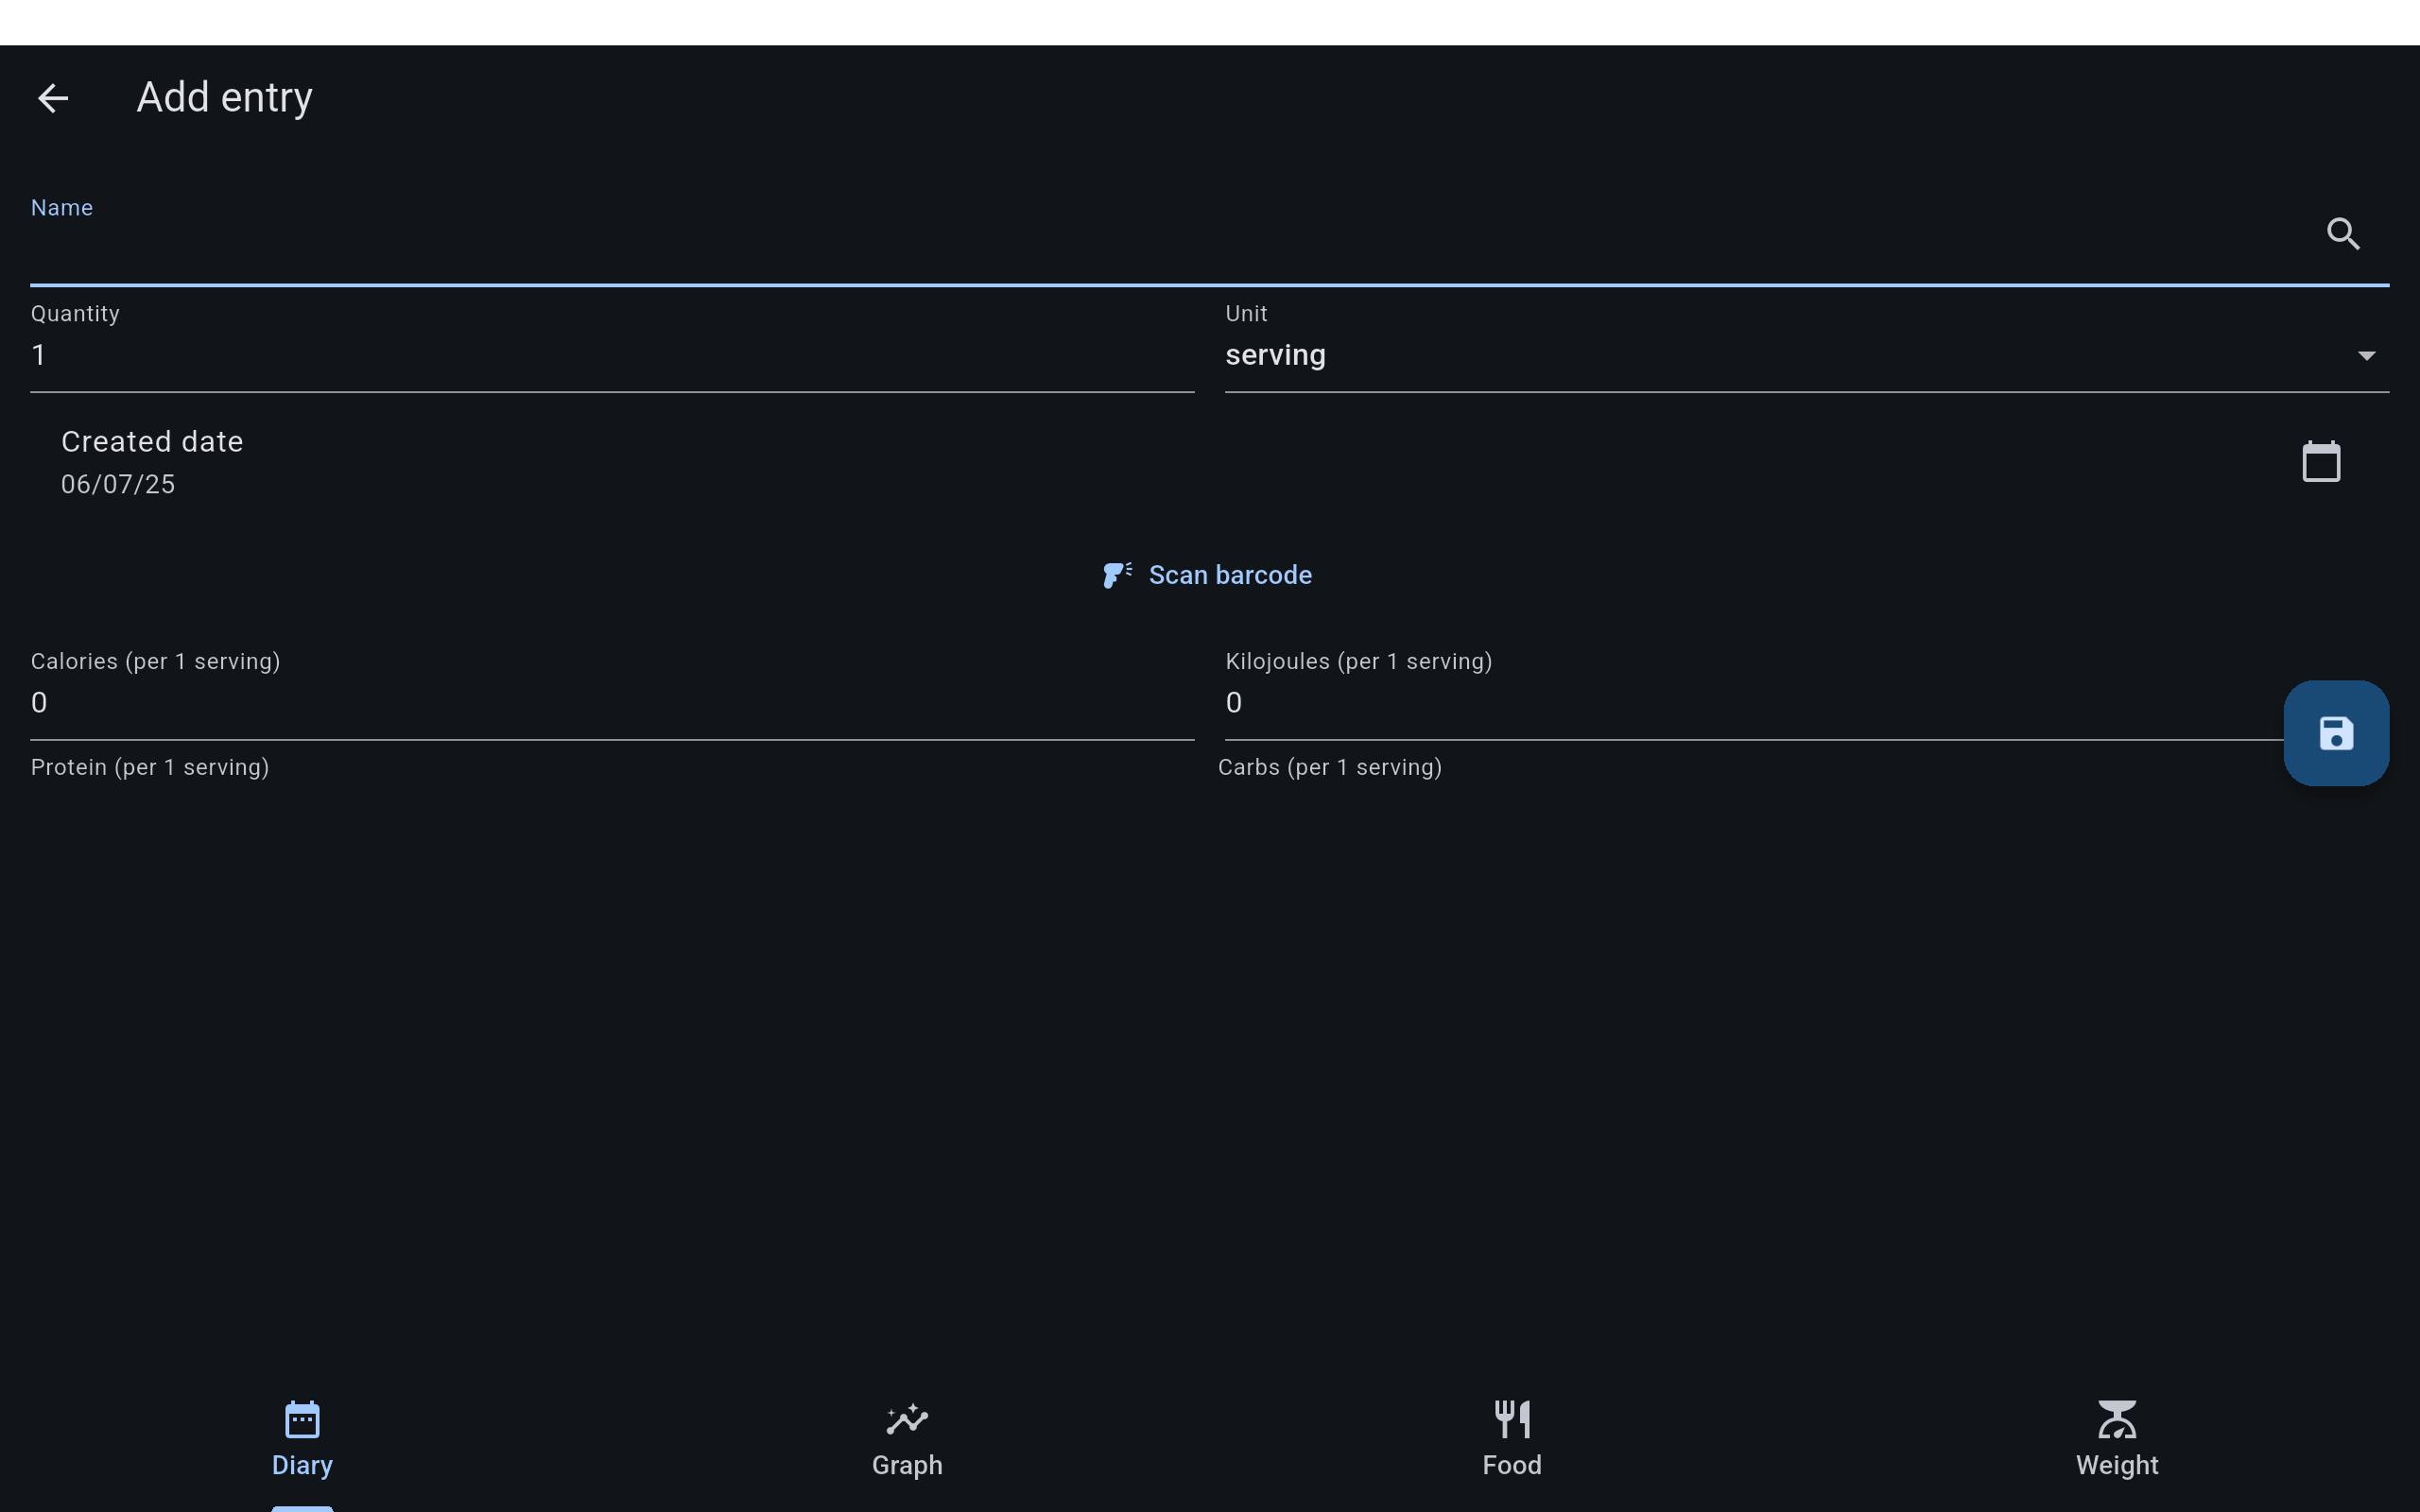 Add entry
Name
Quantity
1
Unit
serving
Created date
06/07/25
Scan barcode
Calories (per 1 serving)
0
Kilojoules (per 1 serving)
0
Protein (per 1 serving)
Carbs (per 1 serving)
Diary
Graph
Food
Weight